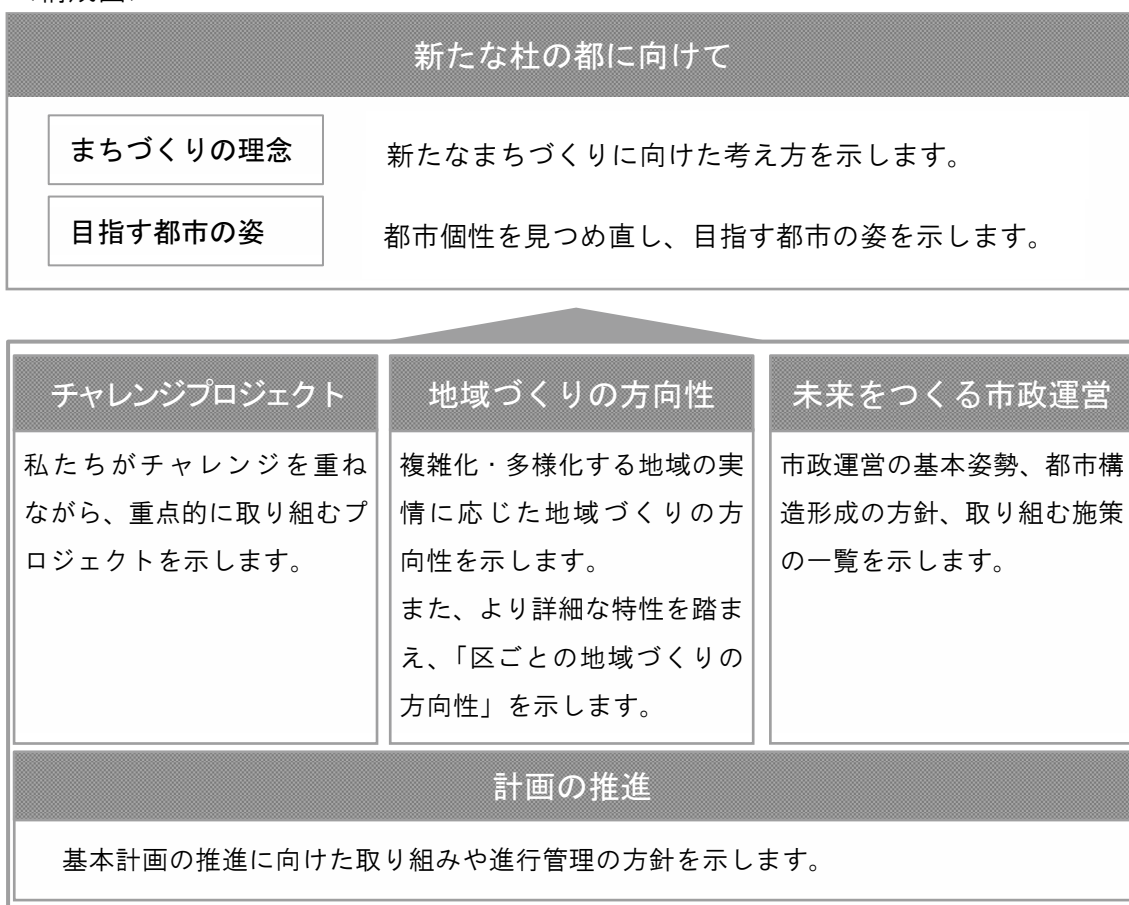 新たな杜の都に向けて
まちづくりの理念
新たなまちづくりに向けた考え方を示します。
目指す都市の姿
都市個性を見つめ直し、目指す都市の姿を示します。
チャレンジプロジェクト
私たちがチャレンジを重ね
ながら、重点的に取り組むプ
ロジェクトを示します。
地域づくりの方向性
複雑化・多様化する地域の実
情に応じた地域づくりの方
向性を示します。
また、より詳細な特性を踏ま
え、「区ごとの地域づくりの
方向性」を示します。
未来をつくる市政運営
市政運営の基本姿勢、都市構
造形成の方針、取り組む施策
の一覧を示します。
計画の推進
基本計画の推進に向けた取り組みや進行管理の方針を示します。